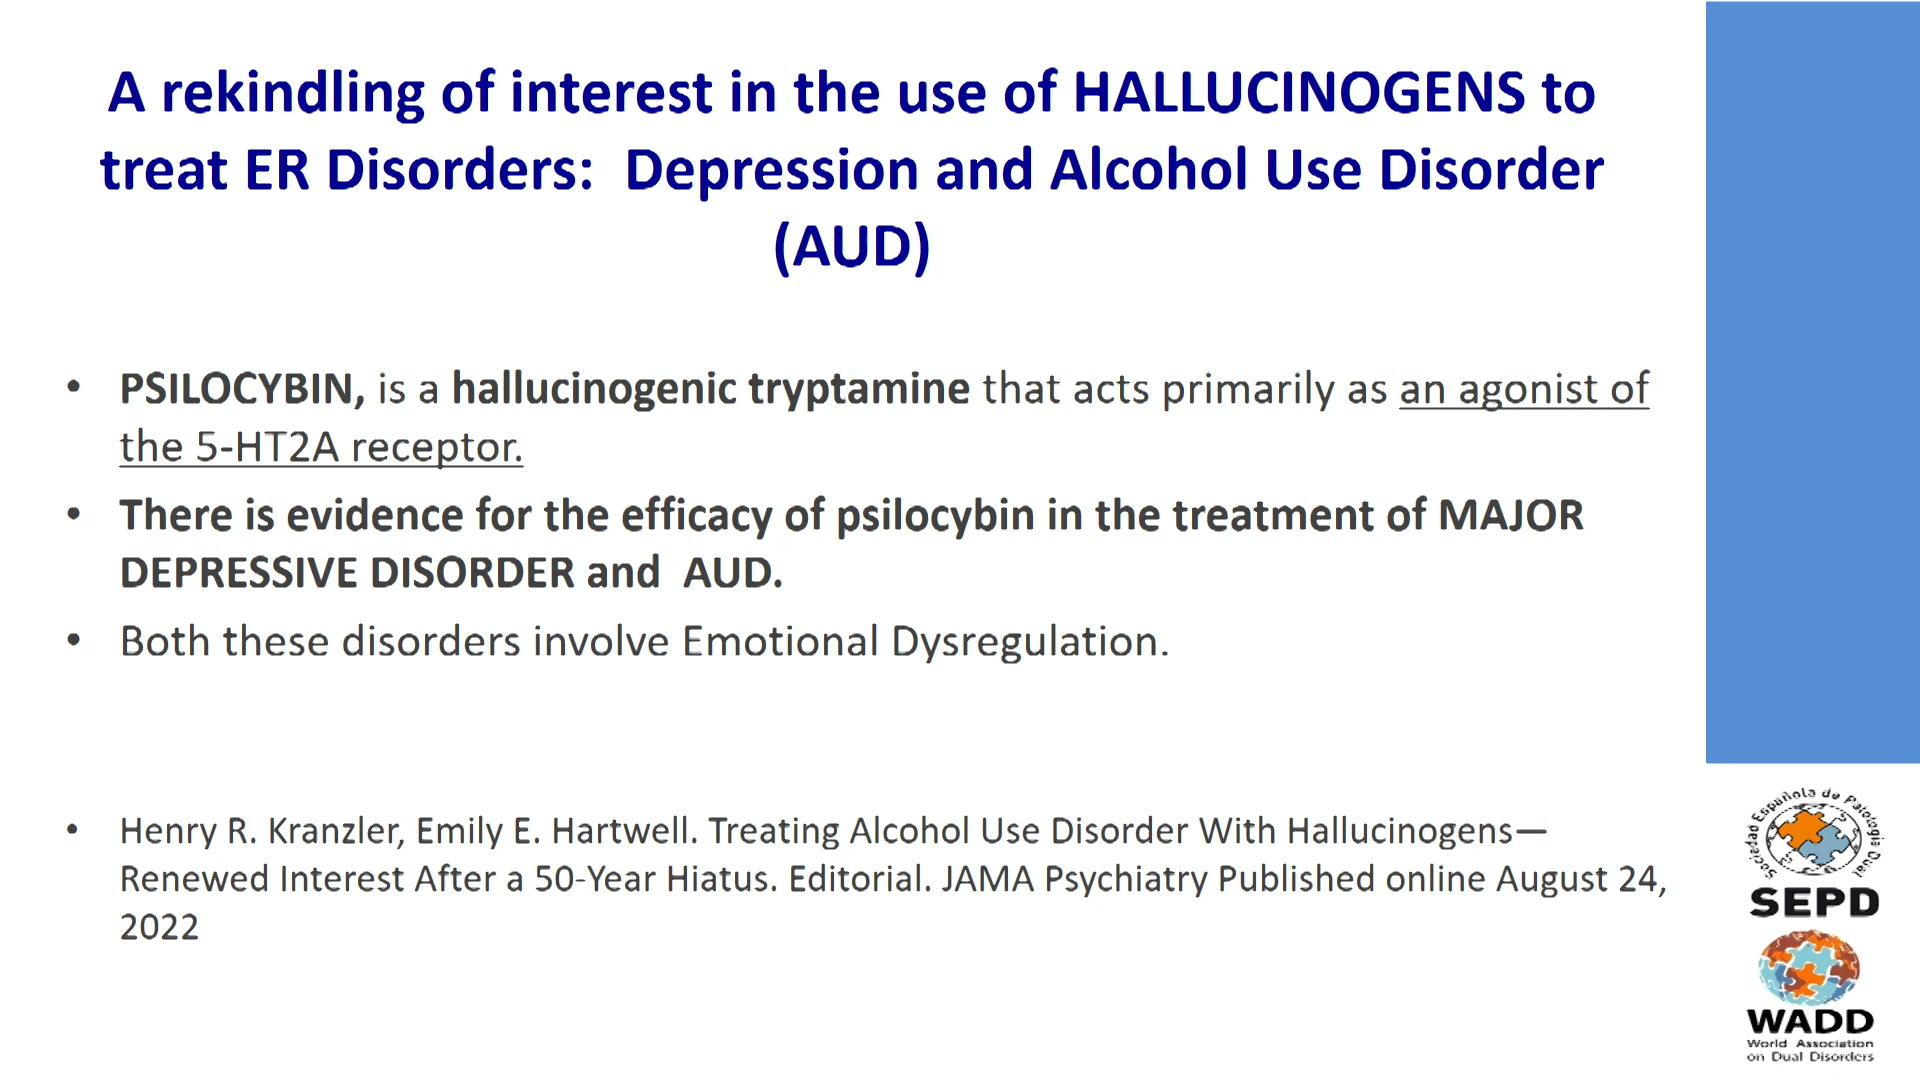 A rekindling of interest in the use of HALLUCINOGENS to
treat ER Disorders: Depression and Alcohol Use Disorder
(AUD)
• PSILOCYBIN, is a hallucinogenic tryptamine that acts primarily as an agonist of
the 5-HT2A receptor.
• There is evidence for the efficacy of psilocybin in the treatment of MAJOR
DEPRESSIVE DISORDER and AUD.
• Both these disorders involve Emotional Dysregulation.
• Henry R. Kranzler, Emily E. Hartwell. Treating Alcohol Use Disorder With Hallucinogens—
Renewed Interest After a 50-Year Hiatus. Editorial. JAMA Psychiatry Published online August 24,
2022
Sociedad Española de Patología Dual
SEPD
WADD
World Association
on Dual Disorders